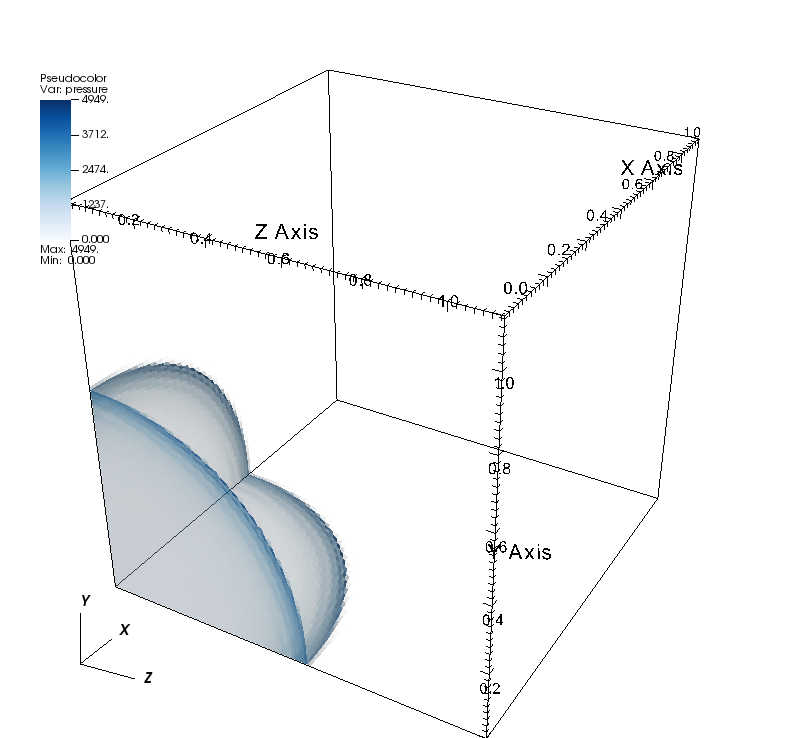 Pseudocolor
Var: pressure
4949.
3712.
2474.
1237.
0.000
Max: 4949.
Min: 0.000
1.0
0.8
X Axis
0.6
0.4
0.2
0.0
0.2
0.4
Z Axis
0.6
0.8
1.0
1.0
0.8
0.6
Y Axis
0.4
0.2
Y
X
Z